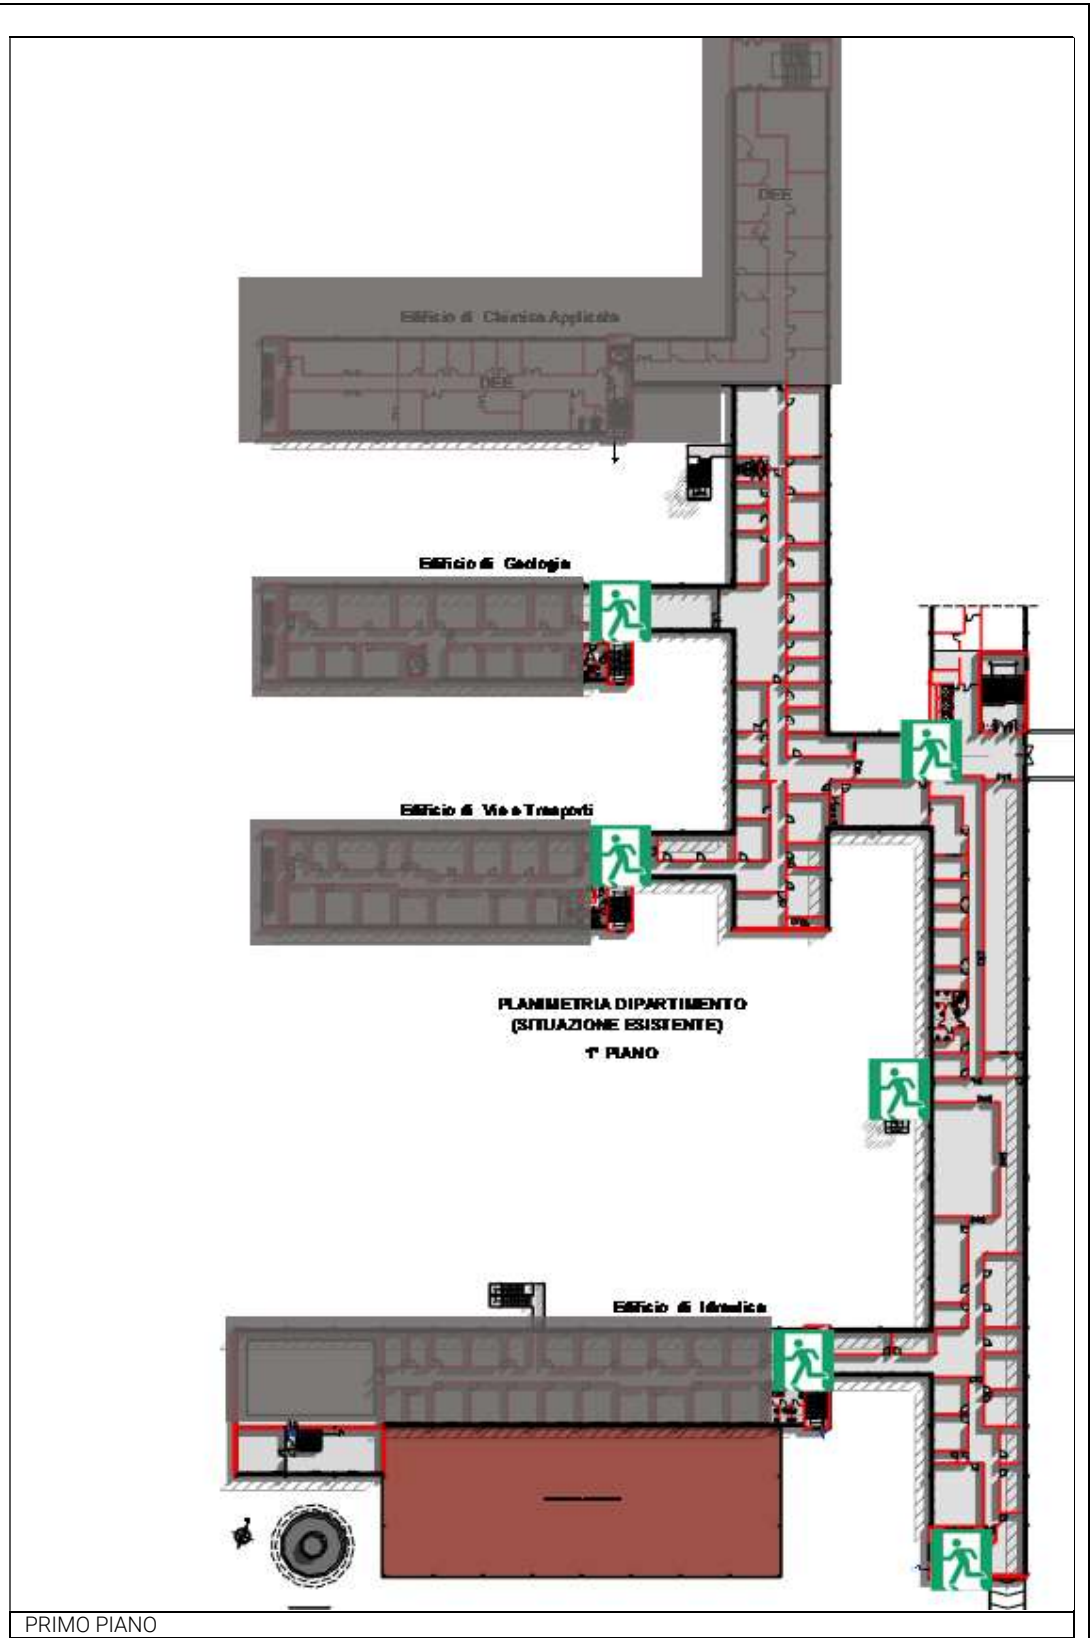 DEE
Edificio di Chimica Applicata
DEE
Edificio di Geologia
Edificio di Vie e Trasporti
PLANIMETRIA DIPARTIMENTO
(SITUAZIONE ESISTENTE)
1° PIANO
Edificio di Idraulica
PRIMO PIANO